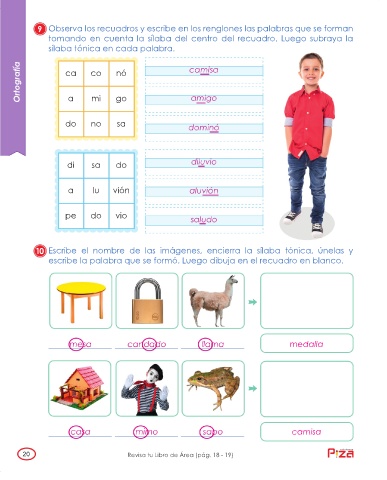 Ortografía
9 Observa los recuadros y escribe en los renglones las palabras que se forman
tomando en cuenta la sílaba del centro del recuadro. Luego subraya la
sílaba tónica en cada palabra.
ca co nó
a mi go
do no sa
camisa
amigo
dominó
di sa do
a lu vión
pe do vio
diluvio
aluvión
saludo
10 Escribe el nombre de las imágenes, encierra la sílaba tónica, únelas y
escribe la palabra que se formó. Luego dibuja en el recuadro en blanco.
mesa candado llama medalla
casa mimo sapo camisa
20 Revisa tu Libro de Área (pág. 18 - 19) Piza